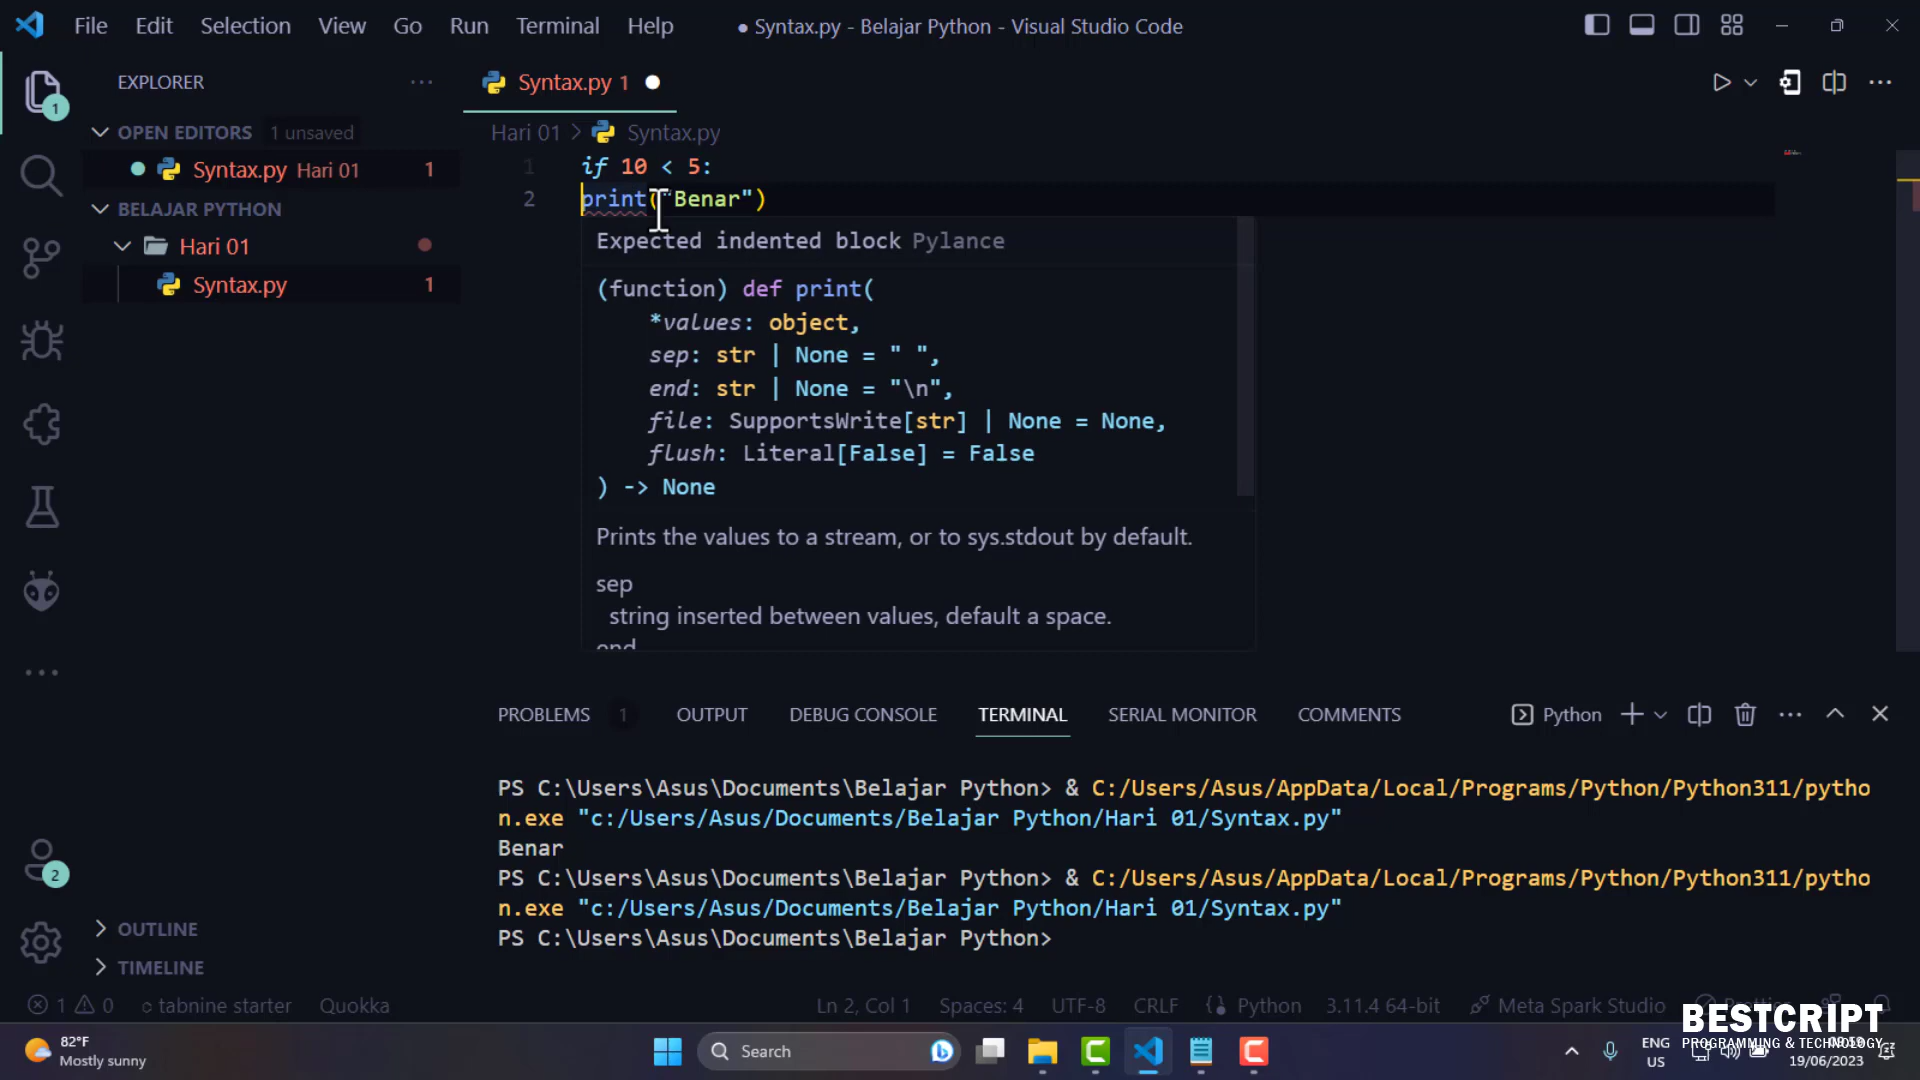 File Edit Selection View Go Run Terminal Help
● Syntax.py - Belajar Python - Visual Studio Code
EXPLORER
Syntax.py 1
1
OPEN EDITORS 1 unsaved
Syntax.py Hari 01 1
BELAJAR PYTHON
Hari 01
Syntax.py 1
Hari 01 > Syntax.py
1 if 10 < 5:
2 print("Benar")
Expected indented block Pylance
(function) def print(
*values: object,
sep: str | None = " ",
end: str | None = "\n",
file: SupportsWrite[str] | None = None,
flush: Literal[False] = False
) -> None
Prints the values to a stream, or to sys.stdout by default.
sep
string inserted between values, default a space.
end
PROBLEMS 1 OUTPUT DEBUG CONSOLE TERMINAL SERIAL MONITOR COMMENTS
Python
PS C:\Users\Asus\Documents\Belajar Python> & C:/Users/Asus/AppData/Local/Programs/Python/Python311/pytho
n.exe "c:/Users/Asus/Documents/Belajar Python/Hari 01/Syntax.py"
Benar
PS C:\Users\Asus\Documents\Belajar Python> & C:/Users/Asus/AppData/Local/Programs/Python/Python311/pytho
n.exe "c:/Users/Asus/Documents/Belajar Python/Hari 01/Syntax.py"
PS C:\Users\Asus\Documents\Belajar Python>
2
OUTLINE
TIMELINE
1 0 tabnine starter Quokka
Ln 2, Col 1 Spaces: 4 UTF-8 CRLF Python 3.11.4 64-bit Meta Spark Studio
BESTCRIPT
PROGRAMMING & TECHNOLOGY
82°F
Mostly sunny
Search
ENG
US
19/06/2023